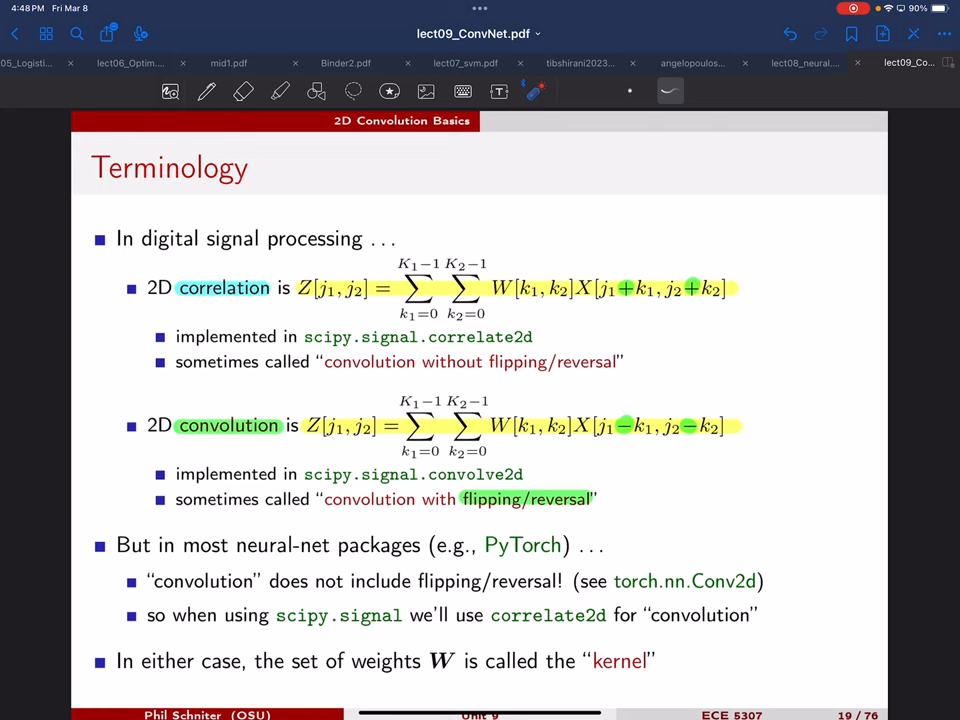 4:48 PM Fri Mar 8
90%
lect09_ConvNet.pdf
05_Logisti...
lect06_Optim...
mid1.pdf
Binder2.pdf
lect07_svm.pdf
tibshirani2023...
angelopoulos...
lect08_neural....
lect09_Co...
2D Convolution Basics
Terminology
In digital signal processing ...
2D correlation is Z[j₁, j₂] = ∑_{k₁=0}^{K₁−1} ∑_{k₂=0}^{K₂−1} W[k₁, k₂]X[j₁+k₁, j₂+k₂]
implemented in scipy.signal.correlate2d
sometimes called “convolution without flipping/reversal”
2D convolution is Z[j₁, j₂] = ∑_{k₁=0}^{K₁−1} ∑_{k₂=0}^{K₂−1} W[k₁, k₂]X[j₁−k₁, j₂−k₂]
implemented in scipy.signal.convolve2d
sometimes called “convolution with flipping/reversal”
But in most neural-net packages (e.g., PyTorch) ...
“convolution” does not include flipping/reversal! (see torch.nn.Conv2d)
so when using scipy.signal we’ll use correlate2d for “convolution”
In either case, the set of weights W is called the “kernel”
Phil Schniter (OSU)
Unit 9
ECE 5307
19 / 76